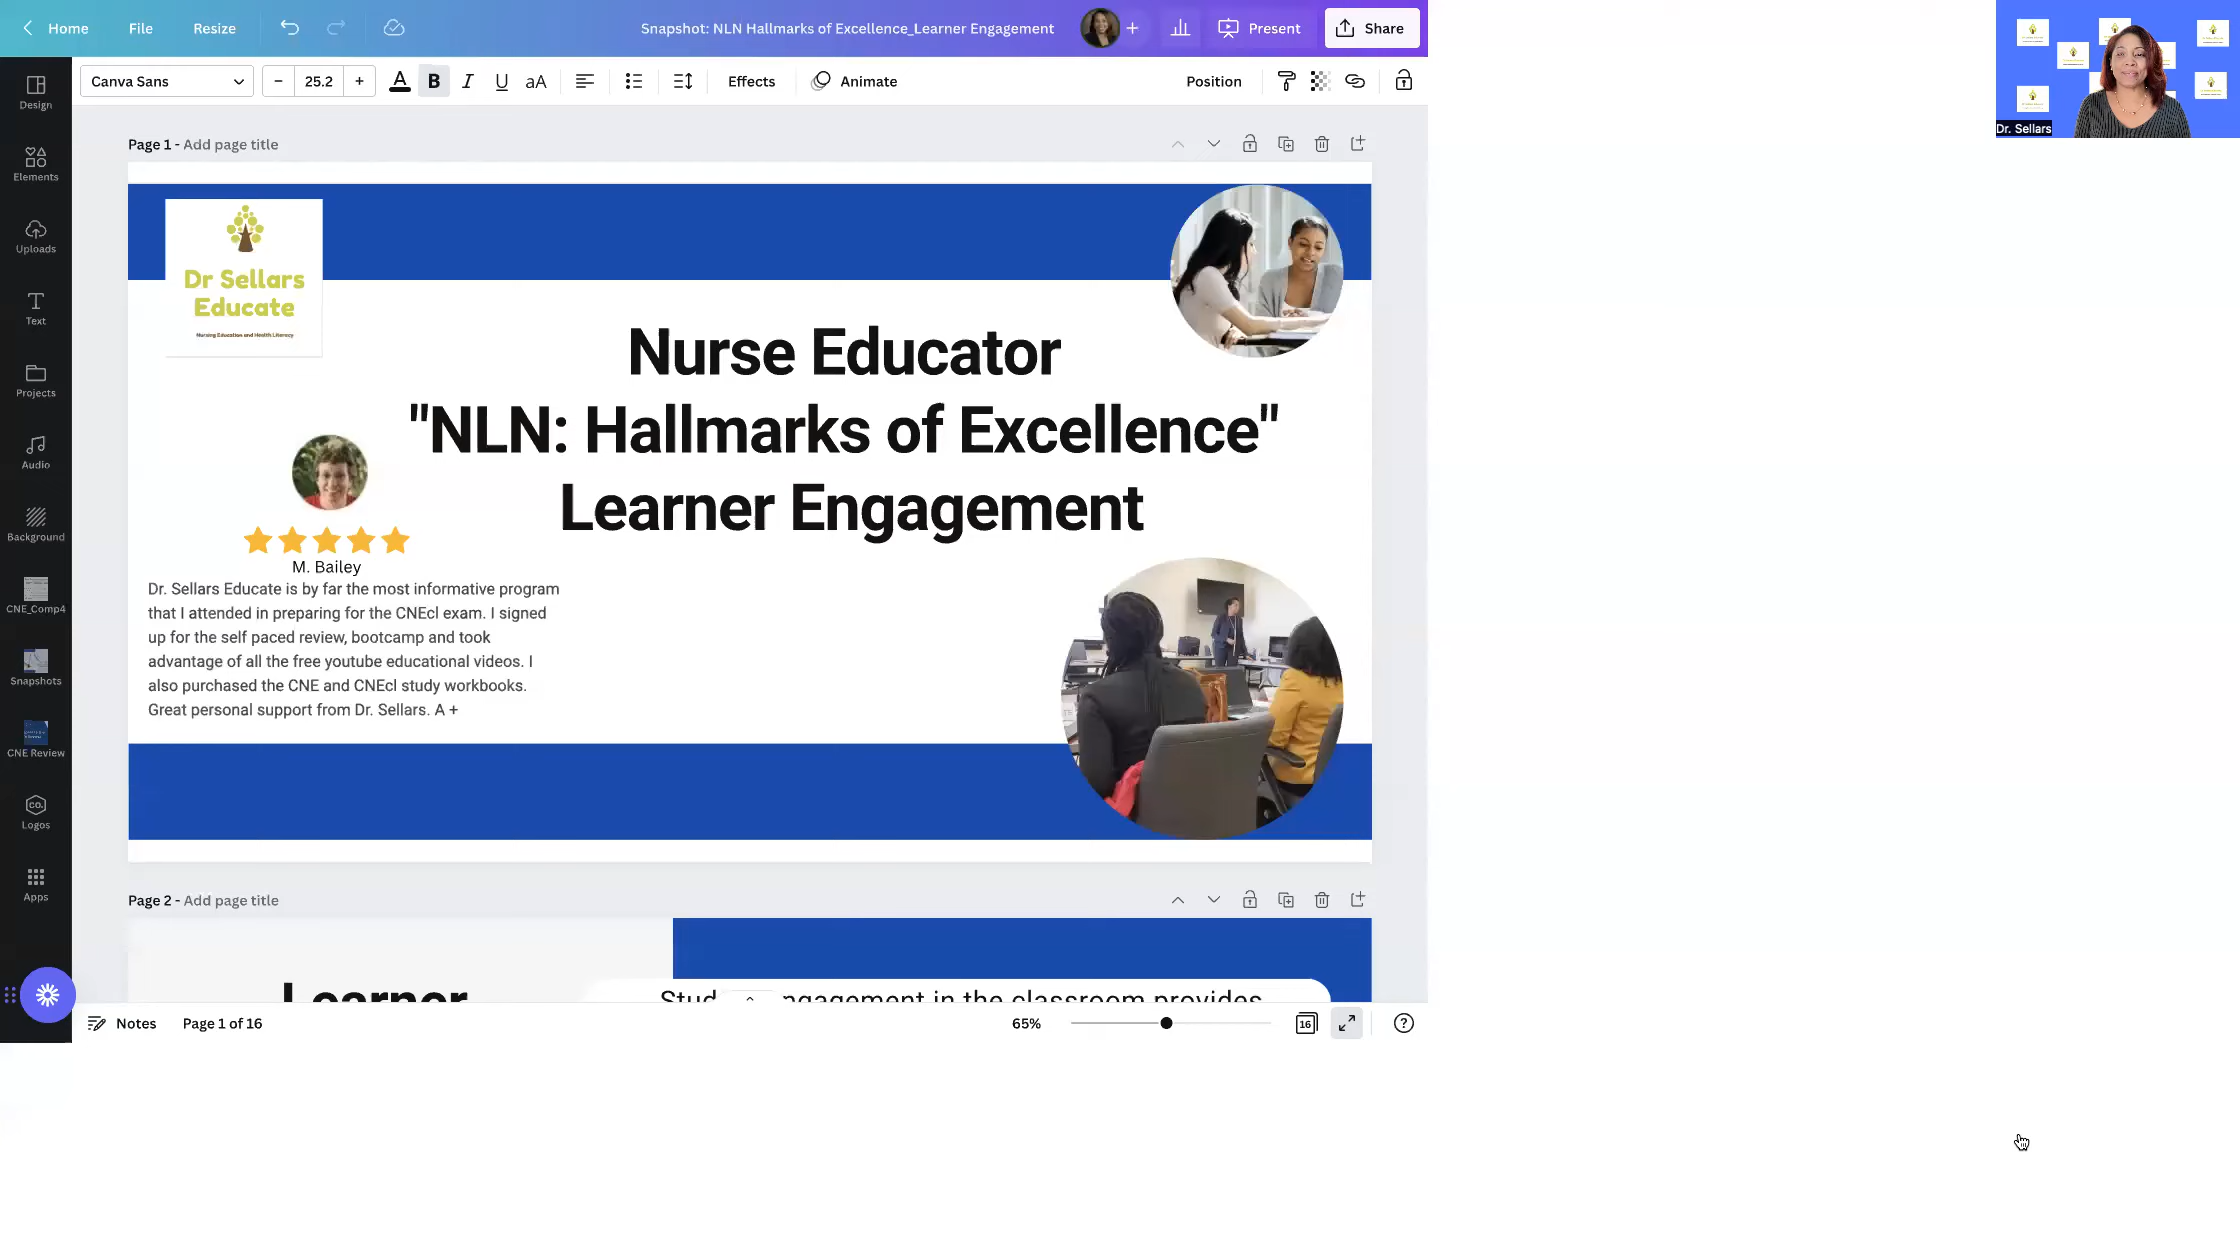 Home
File
Resize
Snapshot: NLN Hallmarks of Excellence_Learner Engagement
Present
Share
Canva Sans
25.2
A
B
I
U
aA
Effects
Animate
Position
Design
Elements
Uploads
Text
Projects
Audio
Background
CNE_Comp4
Snapshots
CNE Review
CO.
Logos
Apps
Page 1 - Add page title
Dr Sellars
Educate
Nursing Education and Health Literacy
Nurse Educator
"NLN: Hallmarks of Excellence"
Learner Engagement
M. Bailey
Dr. Sellars Educate is by far the most informative program
that I attended in preparing for the CNEcl exam. I signed
up for the self paced review, bootcamp and took
advantage of all the free youtube educational videos. I
also purchased the CNE and CNEcl study workbooks.
Great personal support from Dr. Sellars. A +
Page 2 - Add page title
Learner
engagement in the classroom provides
Notes
Page 1 of 16
65%
16
Dr. Sellars